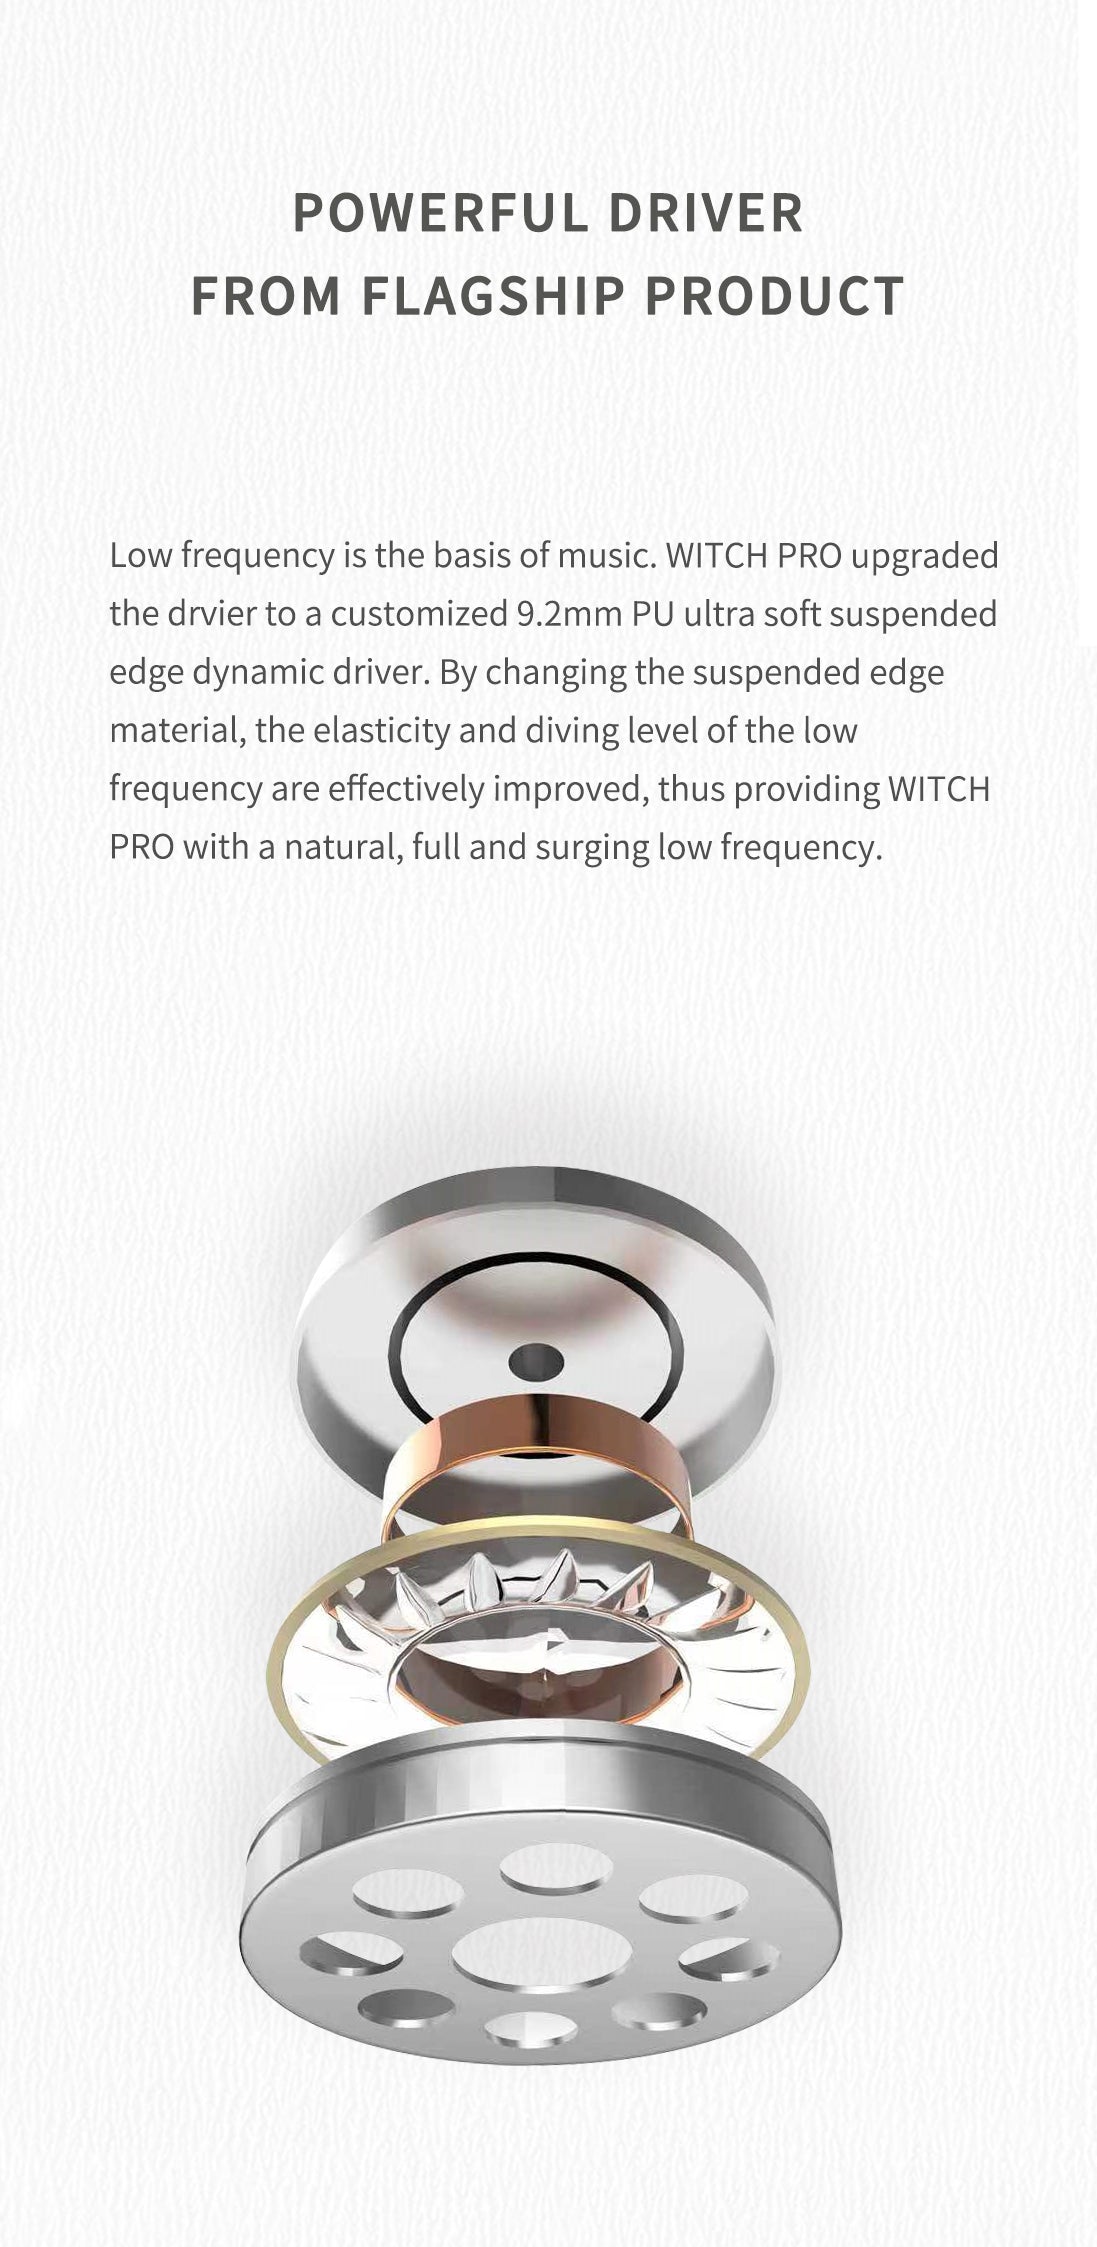 POWERFUL DRIVER
FROM FLAGSHIP PRODUCT
Low frequency is the basis of music. WITCH PRO upgraded
the drvier to a customized 9.2mm PU ultra soft suspended
edge dynamic driver. By changing the suspended edge
material, the elasticity and diving level of the low
frequency are effectively improved, thus providing WITCH
PRO with a natural, full and surging low frequency.